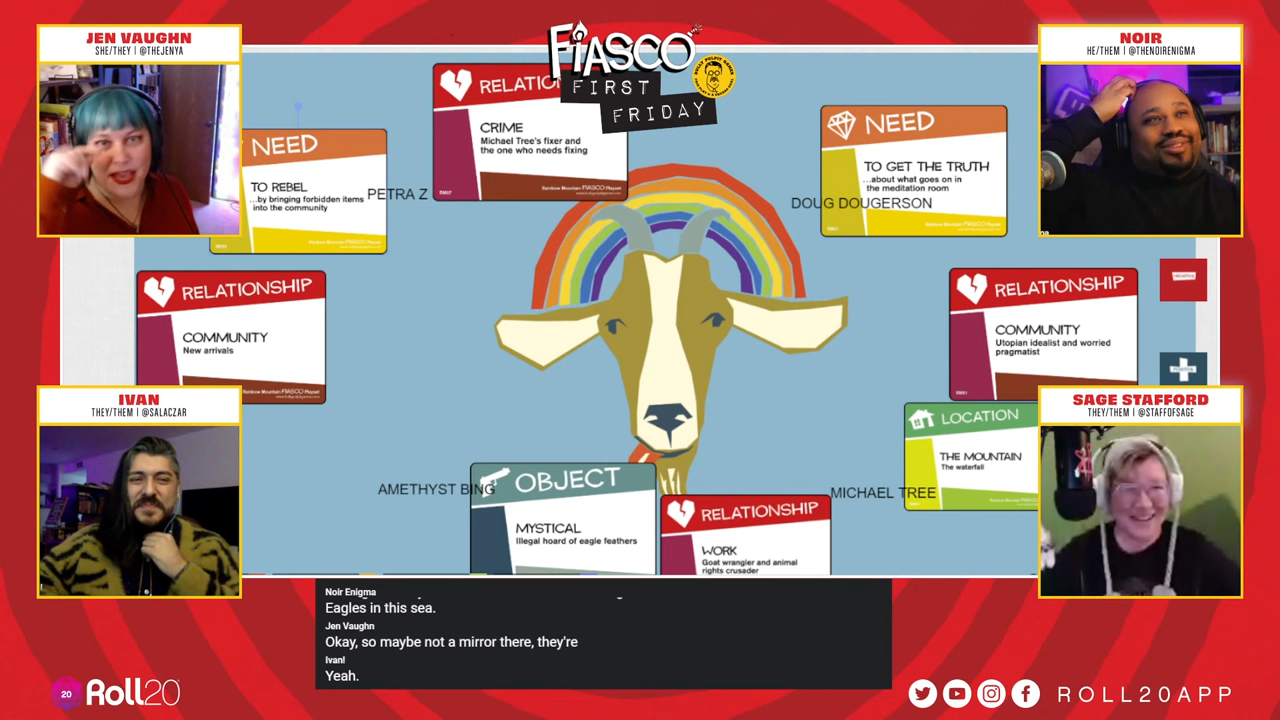 JEN VAUGHN
SHE/THEY | @THEJENYA
FIASCO
FIRST
FRIDAY
NOIR
HE/THEM | @THENOIRENIGMA
NEED
TO REBEL
...by bringing forbidden items
into the community
PETRA Z
RELATION
CRIME
Michael Tree's fixer and
the one who needs fixing
Rainbow Mountain FIASCO Playset
NEED
TO GET THE TRUTH
...about what goes on in
the meditation room
DOUG DOUGERSON
RELATIONSHIP
COMMUNITY
New arrivals
Rainbow Mountain FIASCO Playset
RELATIONSHIP
COMMUNITY
Utopian idealist and worried
pragmatist
IVAN
THEY/THEM | @SALACZAR
SAGE STAFFORD
THEY/THEM | @STAFFOFSAGE
LOCATION
THE MOUNTAIN
The waterfall
AMETHYST BING
OBJECT
MYSTICAL
Illegal hoard of eagle feathers
MICHAEL TREE
RELATIONSHIP
WORK
Goat wrangler and animal
rights crusader
Noir Enigma
Eagles in this sea.
Jen Vaughn
Okay, so maybe not a mirror there, they're
Ivan!
Yeah.
20
Roll20
ROLL20APP